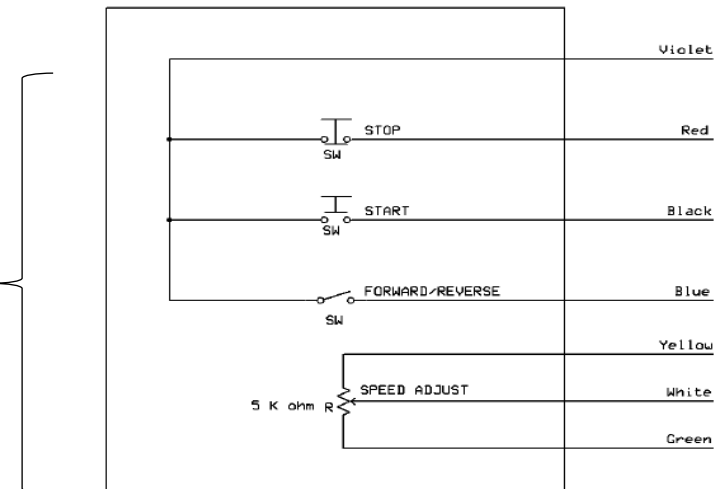 Violet
STOP
Red
SW
START
Black
SW
FORWARD/REVERSE
Blue
SW
Yellow
SPEED ADJUST
White
5 K ohm R
Green